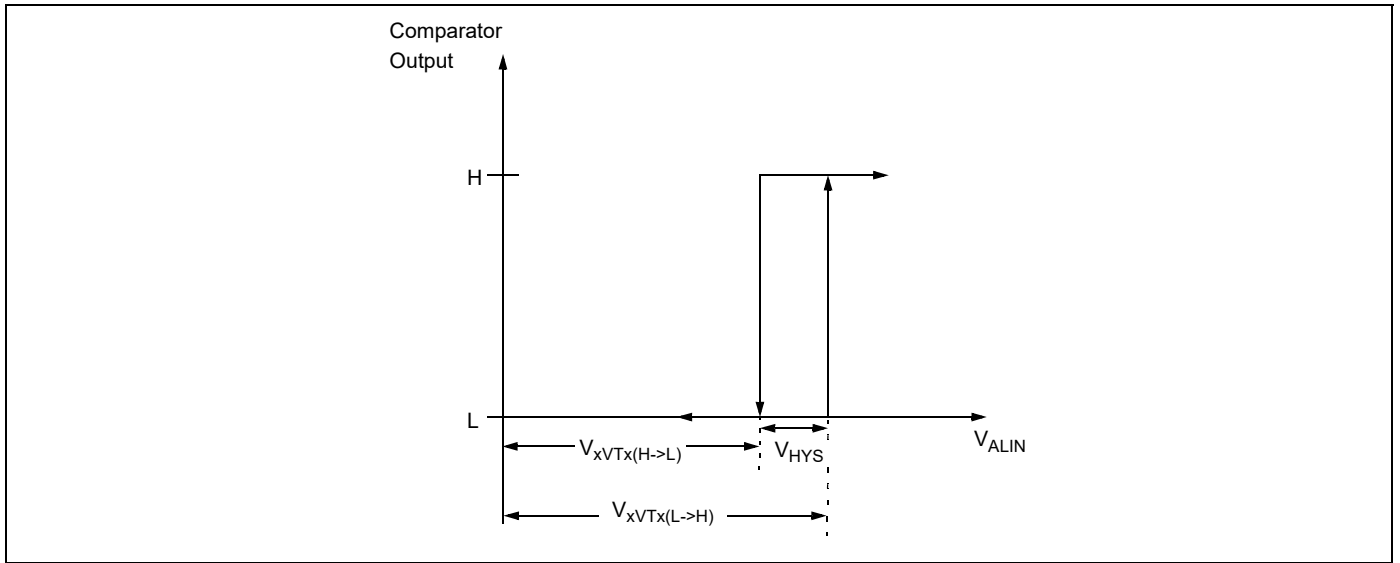 Comparator
Output
H
L
VALIN
VxVTx(H->L)
VHYS
VxVTx(L->H)